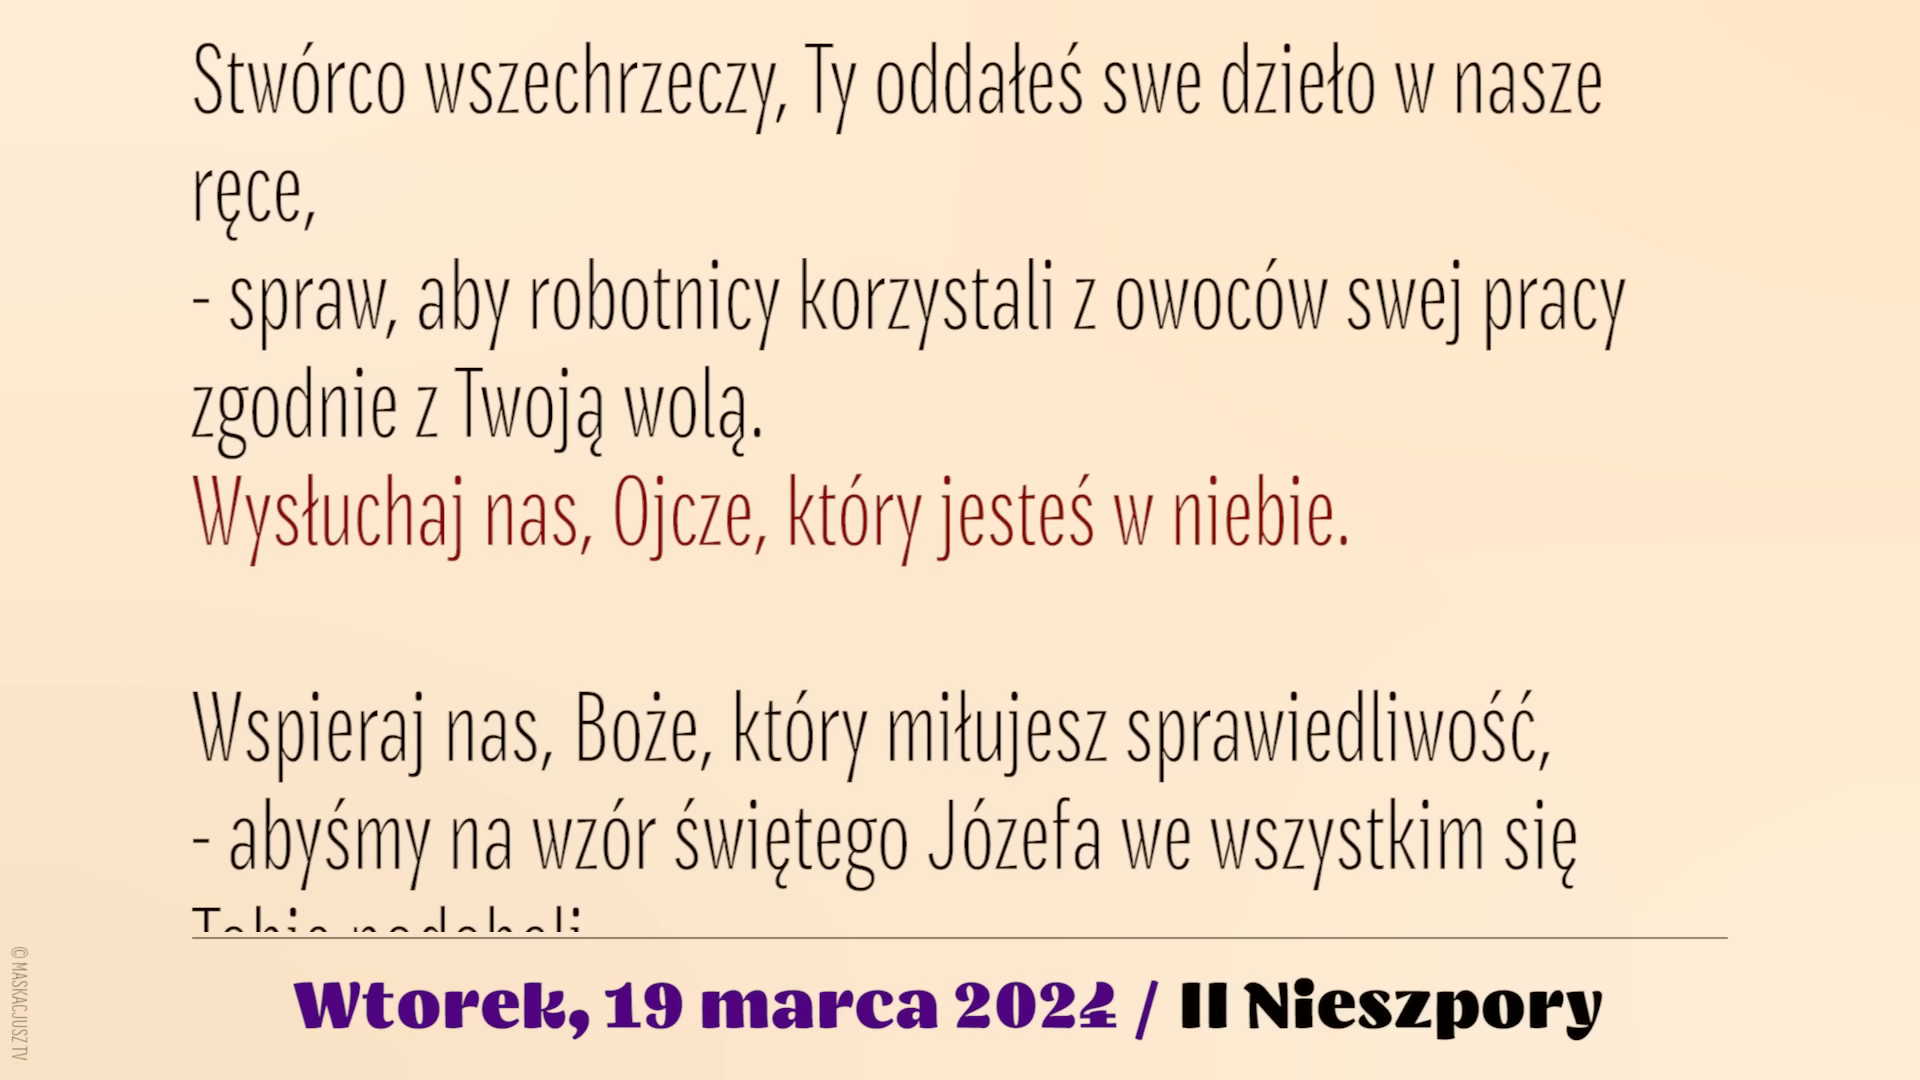 Stwórco wszechrzeczy, Ty oddałeś swe dzieło w nasze
ręce,
- spraw, aby robotnicy korzystali z owoców swej pracy
zgodnie z Twoją wolą.
Wysłuchaj nas, Ojcze, który jesteś w niebie.
Wspieraj nas, Boże, który miłujesz sprawiedliwość,
- abyśmy na wzór świętego Józefa we wszystkim się
Wtorek, 19 marca 2024 / II Nieszpory
© MASKACJUSZ TV